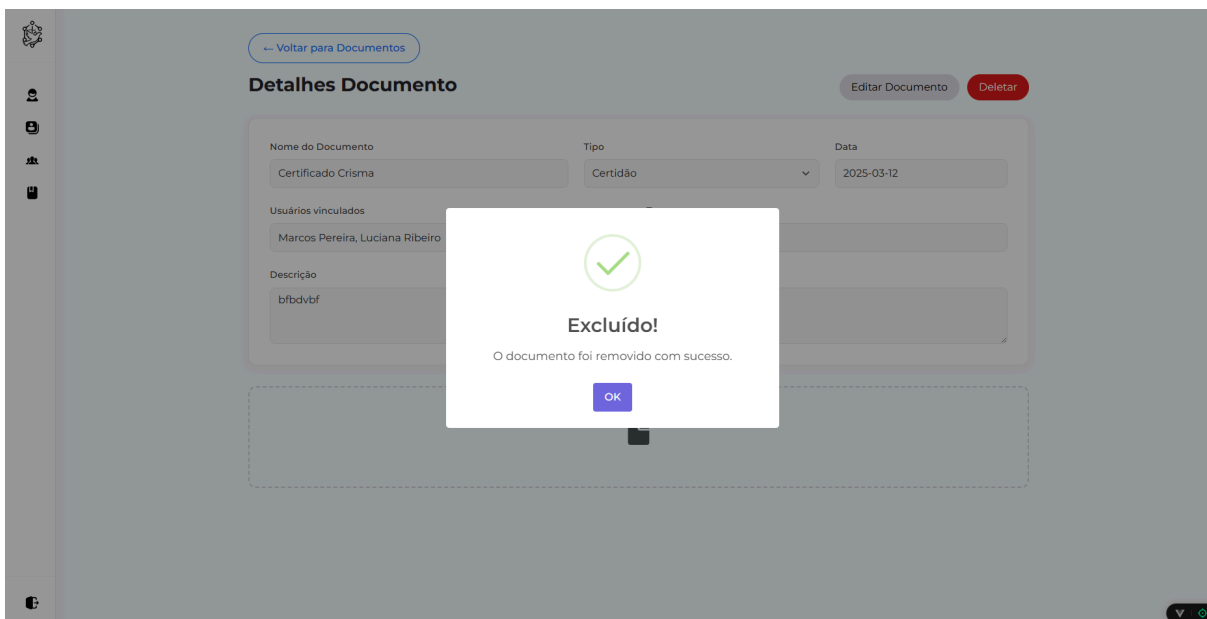 ← Voltar para Documentos
Detalhes Documento
Editar Documento
Deletar
Nome do Documento
Tipo
Data
Certificado Crisma
Certidão
2025-03-12
Usuários vinculados
Marcos Pereira, Luciana Ribeiro
Descrição
bfbdvbf
Excluído!
O documento foi removido com sucesso.
OK